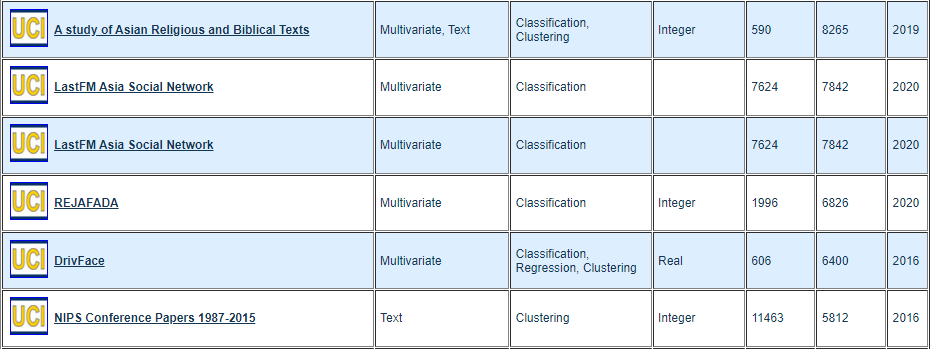 UCI A study of Asian Religious and Biblical Texts Multivariate, Text Classification, Clustering Integer 590 8265 2019
UCI LastFM Asia Social Network Multivariate Classification 7624 7842 2020
UCI LastFM Asia Social Network Multivariate Classification 7624 7842 2020
UCI REJAFADA Multivariate Classification Integer 1996 6826 2020
UCI DrivFace Multivariate Classification, Regression, Clustering Real 606 6400 2016
UCI NIPS Conference Papers 1987-2015 Text Clustering Integer 11463 5812 2016